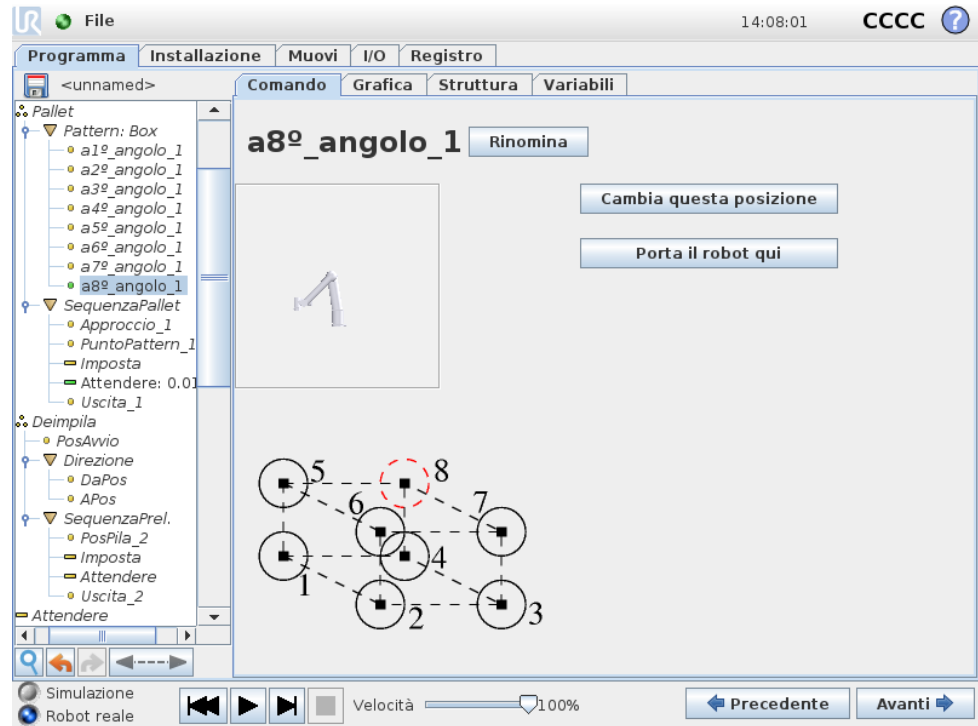 UR File 14:08:01 CCCC ?
Programma Installazione Muovi I/O Registro
<unnamed> Comando Grafica Struttura Variabili
Pallet
Pattern: Box
a1º_angolo_1
a2º_angolo_1
a3º_angolo_1
a4º_angolo_1
a5º_angolo_1
a6º_angolo_1
a7º_angolo_1
a8º_angolo_1
SequenzaPallet
Approccio_1
PuntoPattern_1
Imposta
Attendere: 0.01
Uscita_1
Deimpila
PosAvvio
Direzione
DaPos
APos
SequenzaPrel.
PosPila_2
Imposta
Attendere
Uscita_2
Attendere
a8º_angolo_1 Rinomina
Cambia questa posizione
Porta il robot qui
5 8
6 7
1 4
2 3
Simulazione
Robot reale
Velocità 100%
Precedente Avanti